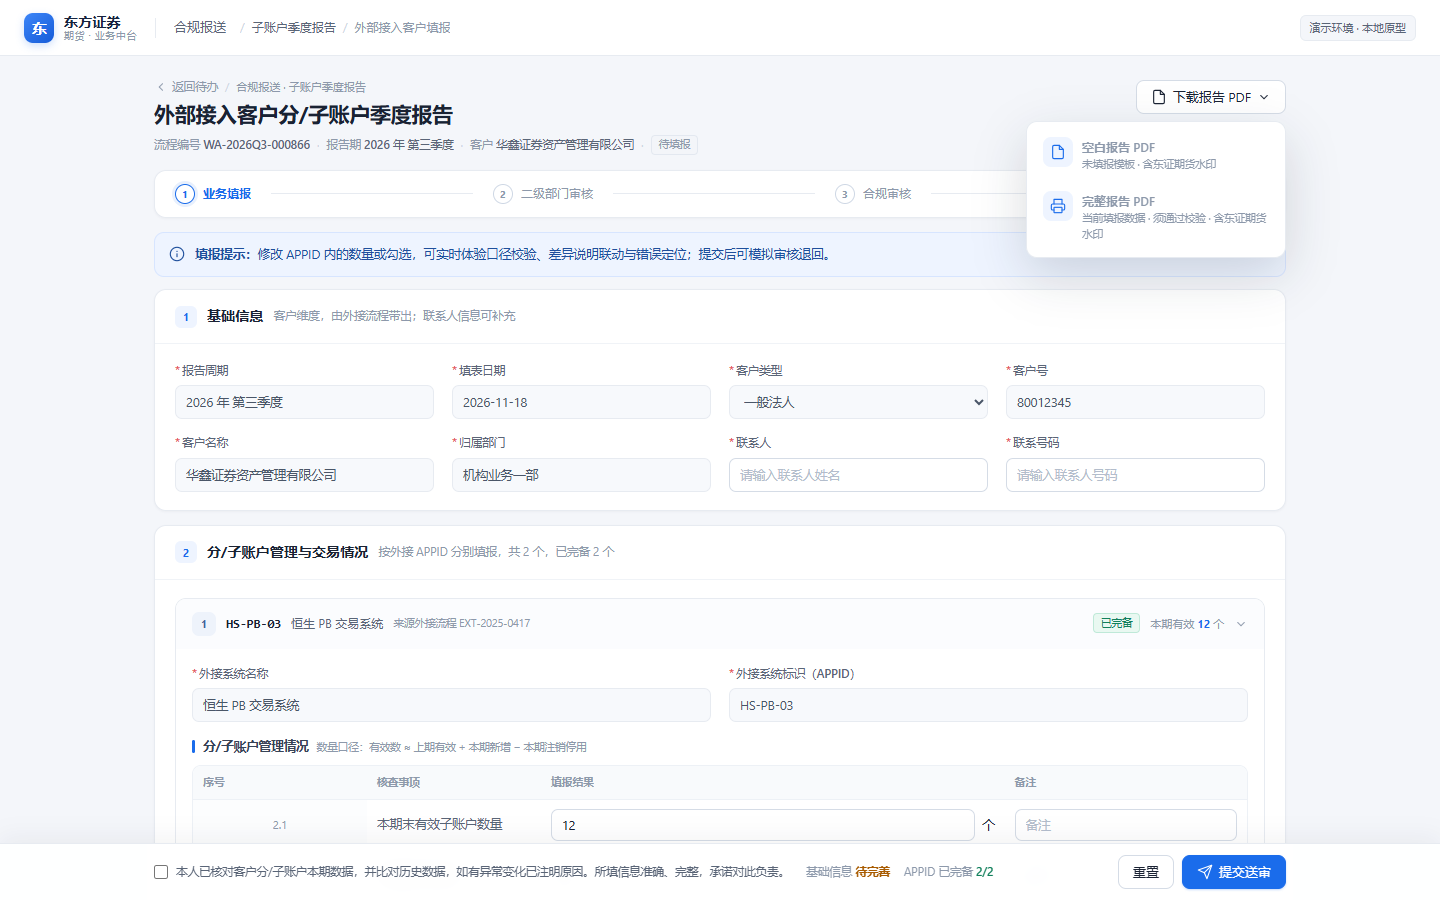 东 东方证券
期货 · 业务中台
合规报送 / 子账户季度报告 / 外部接入客户填报
演示环境 · 本地原型
返回待办 / 合规报送 · 子账户季度报告
外部接入客户分/子账户季度报告
下载报告 PDF
流程编号 WA-2026Q3-000866 · 报告期 2026 年 第三季度 · 客户 华鑫证券资产管理有限公司 · 待填报
空白报告 PDF
未填报模板 · 含东证期货水印
完整报告 PDF
当前填报数据 · 须通过校验 · 含东证期货
水印
1 业务填报 2 二级部门审核 3 合规审核
填报提示：修改 APPID 内的数量或勾选，可实时体验口径校验、差异说明联动与错误定位；提交后可模拟审核退回。
1 基础信息 客户维度，由外接流程带出；联系人信息可补充
* 报告周期 * 填表日期 * 客户类型 * 客户号
2026 年 第三季度 2026-11-18 一般法人 80012345
* 客户名称 * 归属部门 * 联系人 * 联系号码
华鑫证券资产管理有限公司 机构业务一部 请输入联系人姓名 请输入联系人号码
2 分/子账户管理与交易情况 按外接 APPID 分别填报，共 2 个，已完备 2 个
1 HS-PB-03 恒生 PB 交易系统 来源外接流程 EXT-2025-0417 已完备 本期有效 12 个
* 外接系统名称 * 外接系统标识（APPID）
恒生 PB 交易系统 HS-PB-03
分/子账户管理情况 数量口径：有效数 ≈ 上期有效 + 本期新增 − 本期注销停用
序号 核查事项 填报结果 备注
2.1 本期末有效子账户数量 12 个 备注
本人已核对客户分/子账户本期数据，并比对历史数据，如有异常变化已注明原因。所填信息准确、完整，承诺对此负责。 基础信息 待完善 APPID 已完备 2/2 重置 提交送审